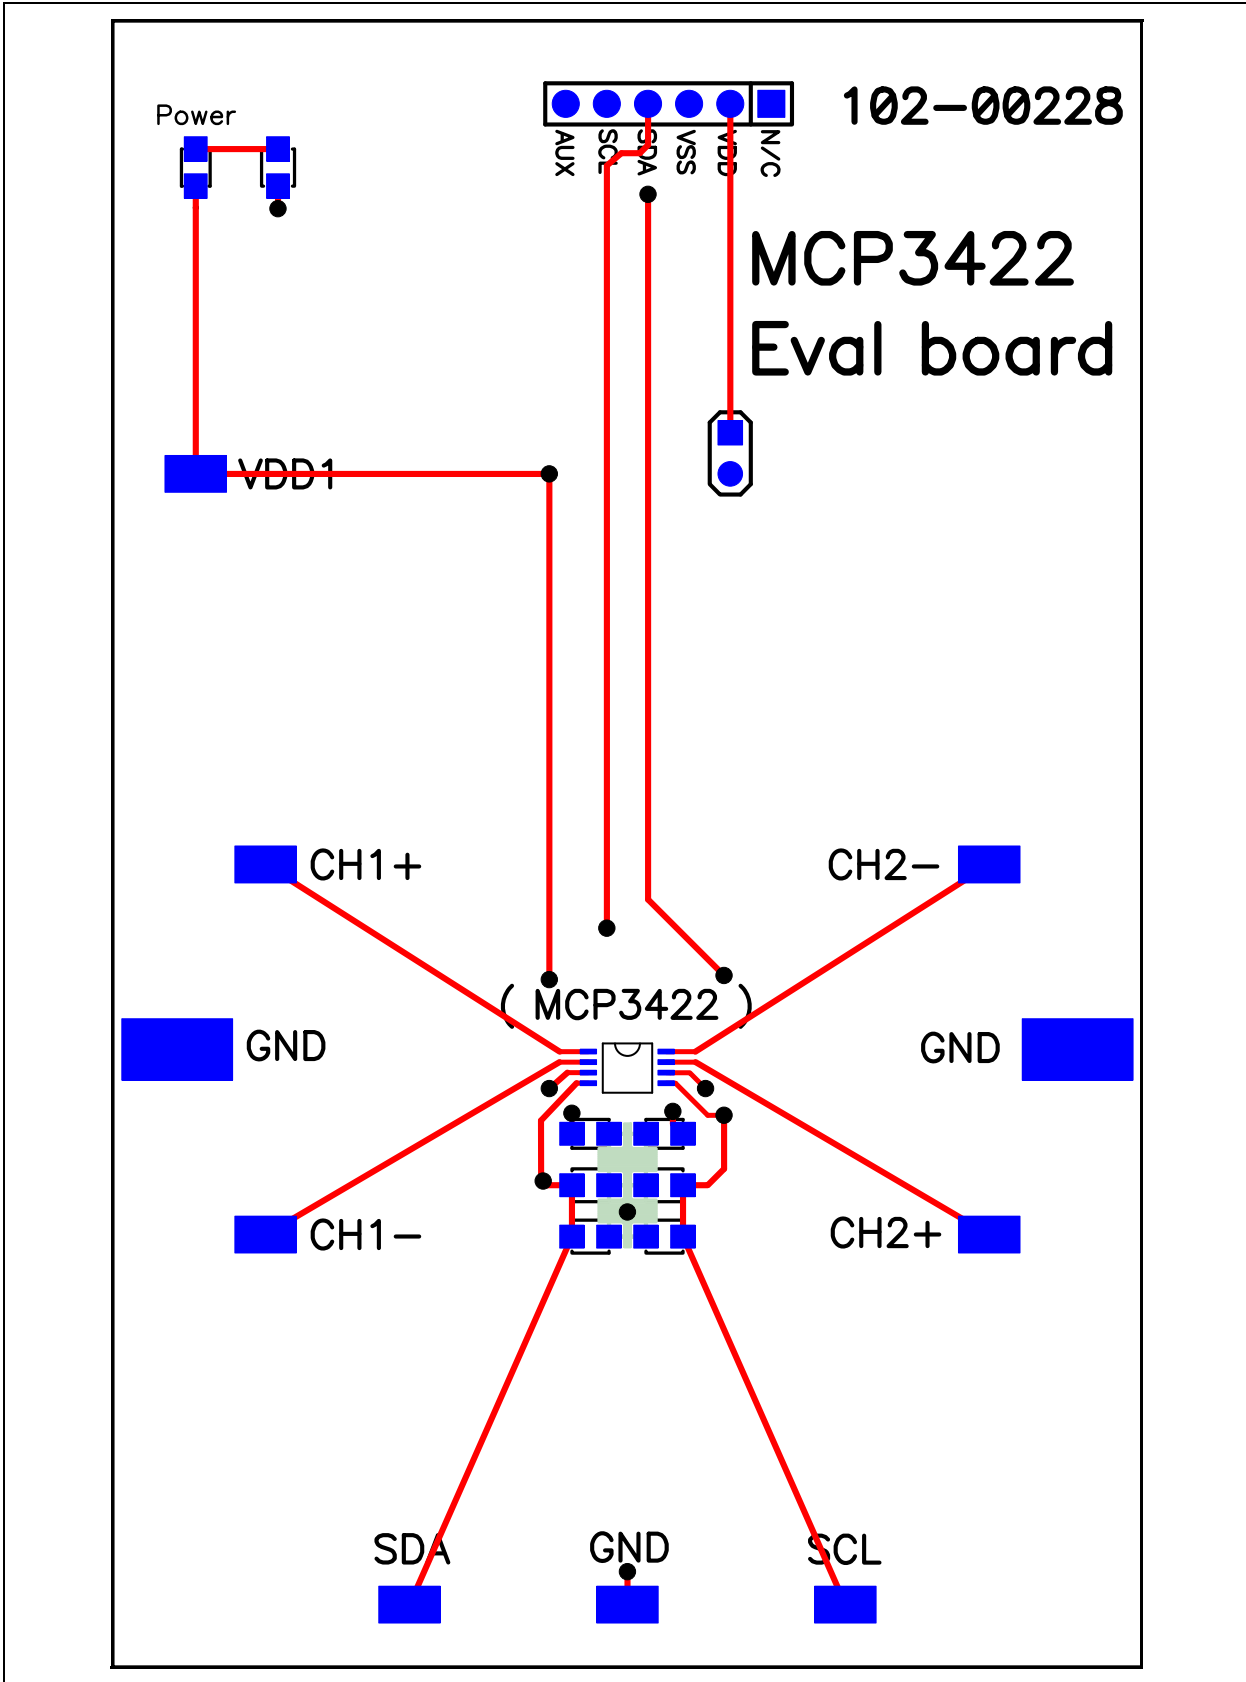 Power
102-00228
AUX
SCL
SDA
VSS
VDD
N/C
MCP3422
Eval board
VDD1
CH1+
CH2-
( MCP3422 )
GND
GND
CH1-
CH2+
SDA
GND
SCL